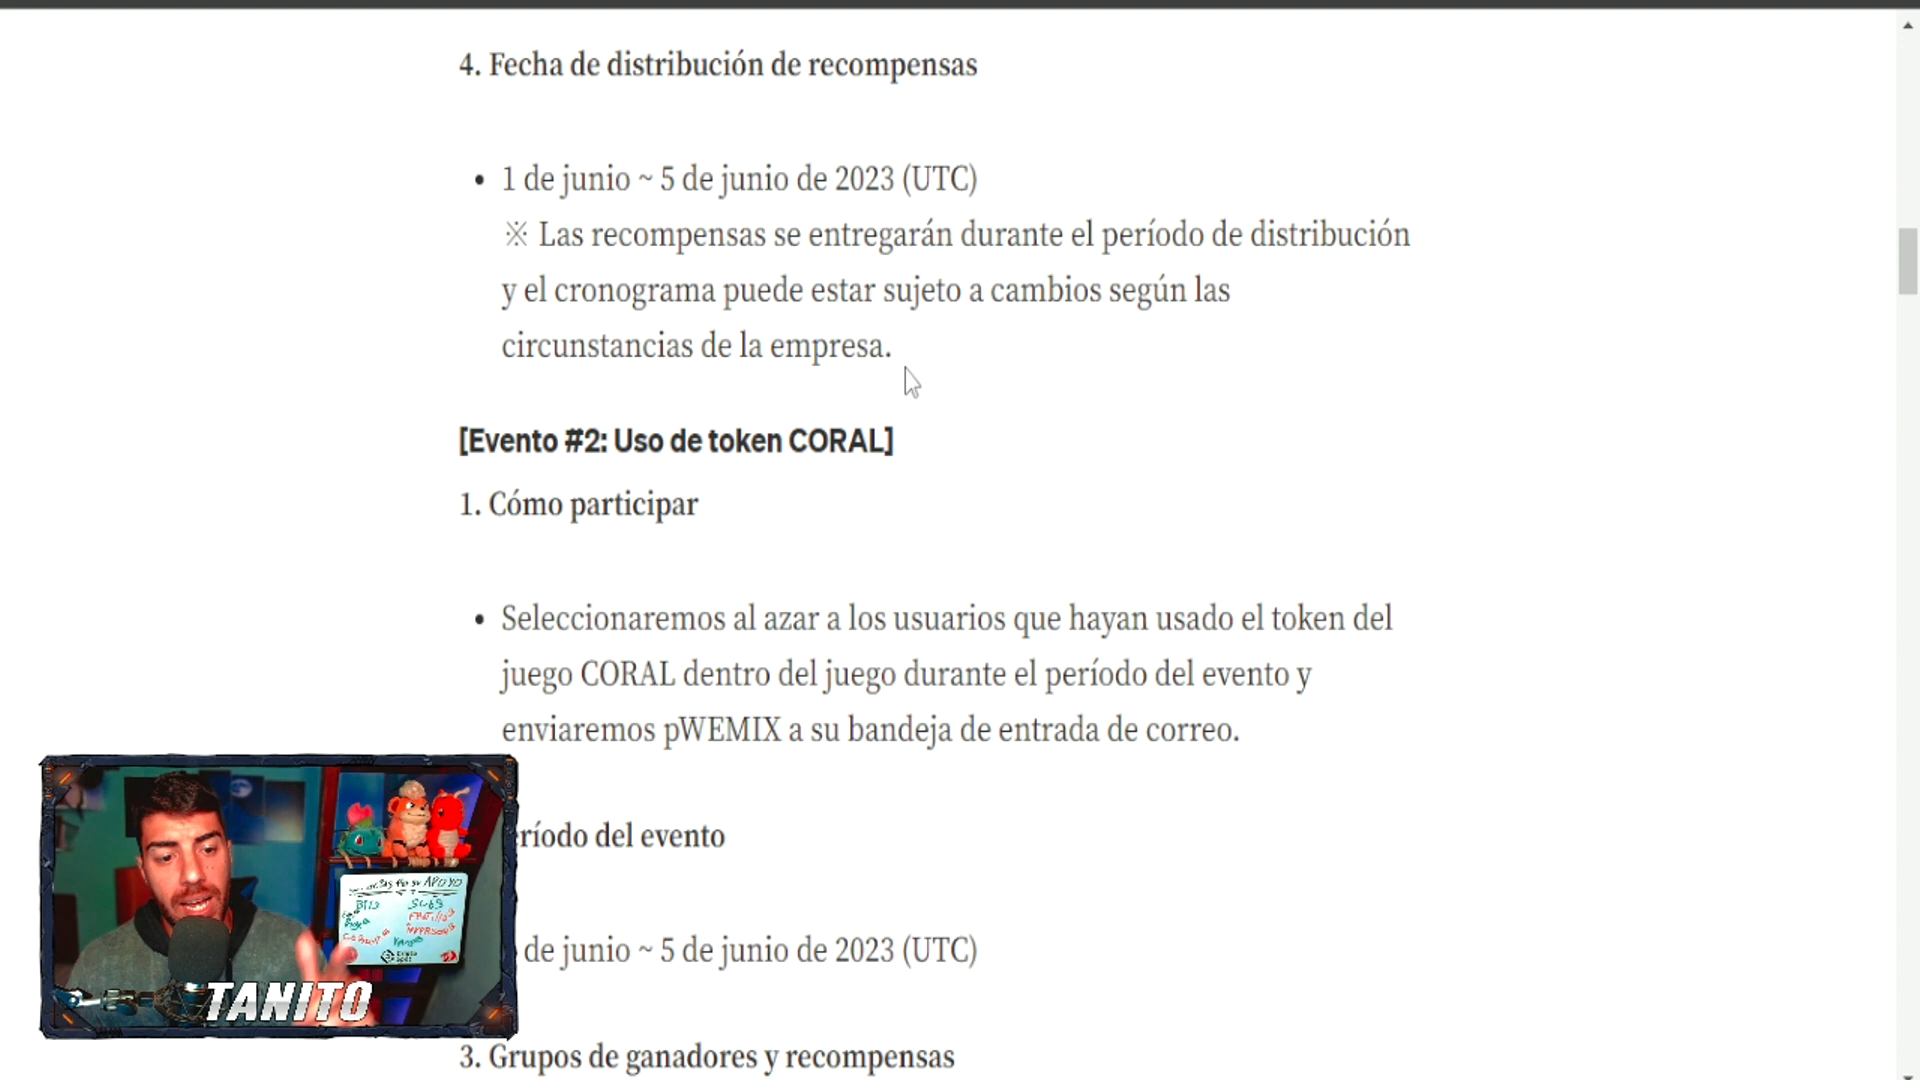 4. Fecha de distribución de recompensas
• 1 de junio ~ 5 de junio de 2023 (UTC)
※ Las recompensas se entregarán durante el período de distribución
y el cronograma puede estar sujeto a cambios según las
circunstancias de la empresa.
[Evento #2: Uso de token CORAL]
1. Cómo participar
• Seleccionaremos al azar a los usuarios que hayan usado el token del
juego CORAL dentro del juego durante el período del evento y
enviaremos pWEMIX a su bandeja de entrada de correo.
ríodo del evento
de junio ~ 5 de junio de 2023 (UTC)
3. Grupos de ganadores y recompensas
APOYO
Bits
Subs
TANITO